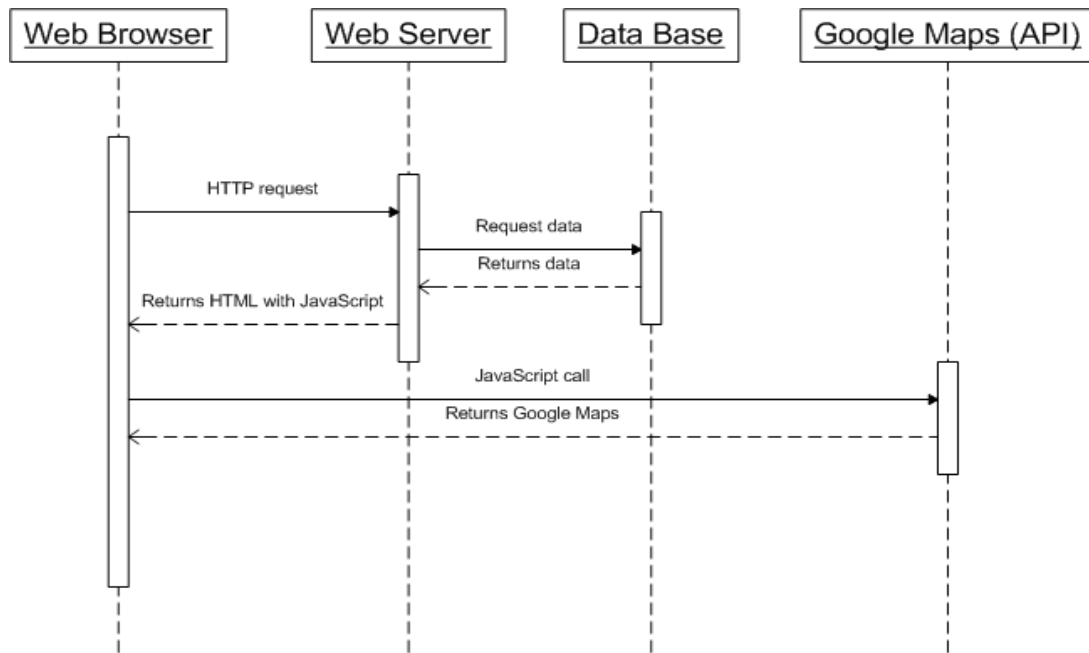 Web Browser
Web Server
Data Base
Google Maps (API)
HTTP request
Request data
Returns data
Returns HTML with JavaScript
JavaScript call
Returns Google Maps